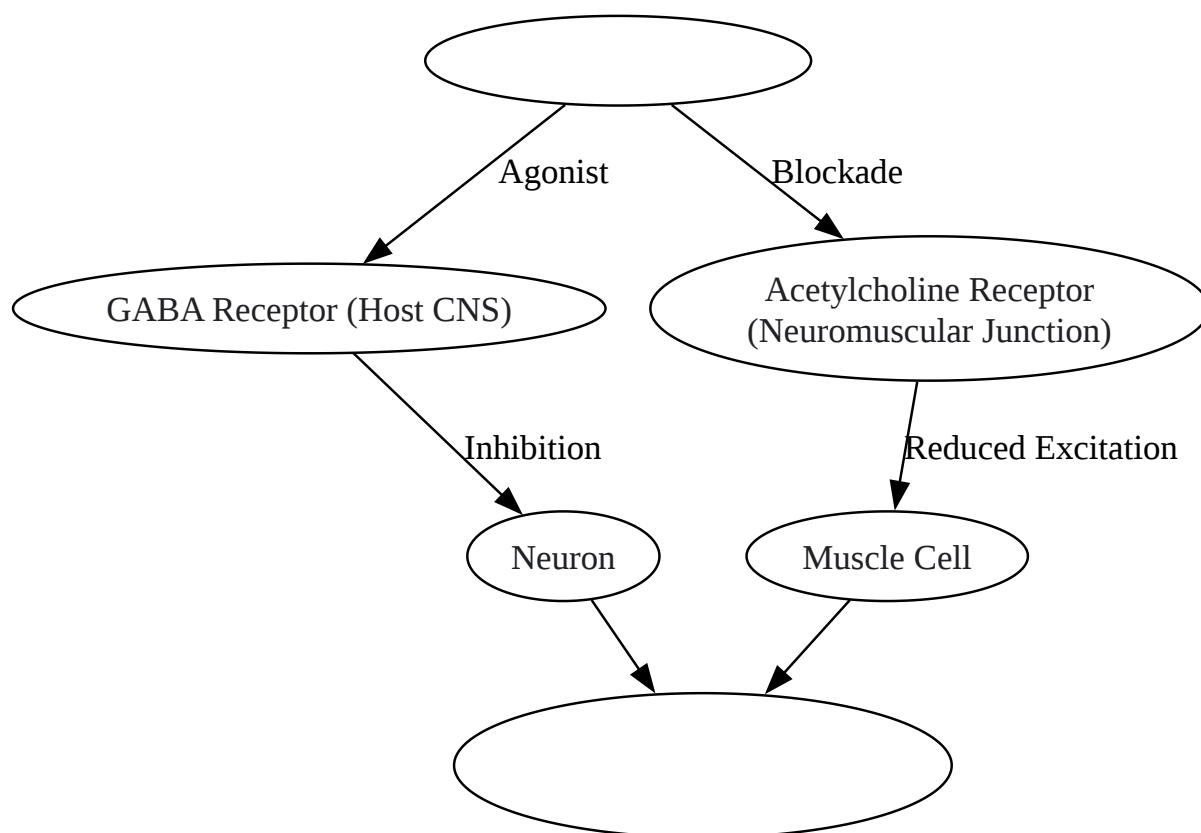 Agonist
Blockade
GABA Receptor (Host CNS)
Acetylcholine Receptor
(Neuromuscular Junction)
Inhibition
Reduced Excitation
Neuron
Muscle Cell